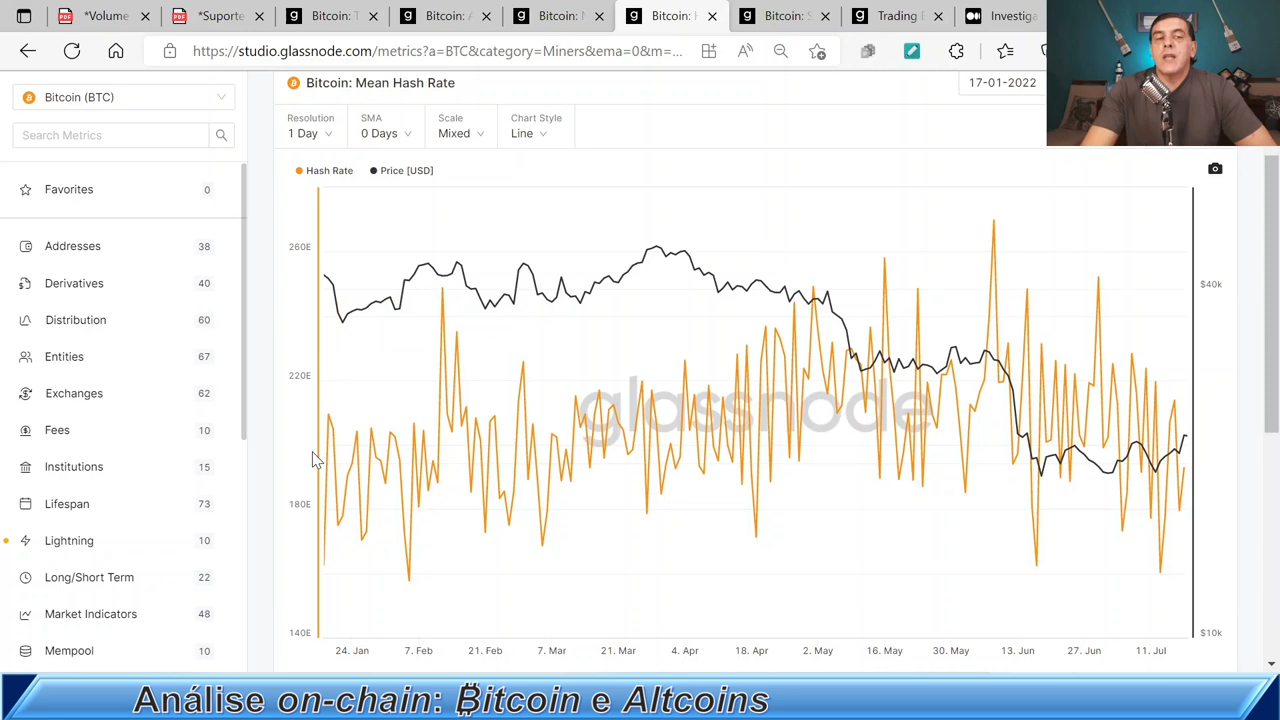 *Volume
*Suporte
Bitcoin: T
Bitcoin: A
Bitcoin: M
Bitcoin: H
Bitcoin: S
Trading E
Investiga
https://studio.glassnode.com/metrics?a=BTC&category=Miners&ema=0&m=...
Bitcoin (BTC)
Search Metrics
Favorites 0
Addresses 38
Derivatives 40
Distribution 60
Entities 67
Exchanges 62
Fees 10
Institutions 15
Lifespan 73
Lightning 10
Long/Short Term 22
Market Indicators 48
Mempool 10
Bitcoin: Mean Hash Rate
17-01-2022
Resolution SMA Scale Chart Style
1 Day 0 Days Mixed Line
Hash Rate Price [USD]
260E
220E
180E
140E
$40k
$10k
glassnode
24. Jan 7. Feb 21. Feb 7. Mar 21. Mar 4. Apr 18. Apr 2. May 16. May 30. May 13. Jun 27. Jun 11. Jul
Análise on-chain: ₿itcoin e Altcoins